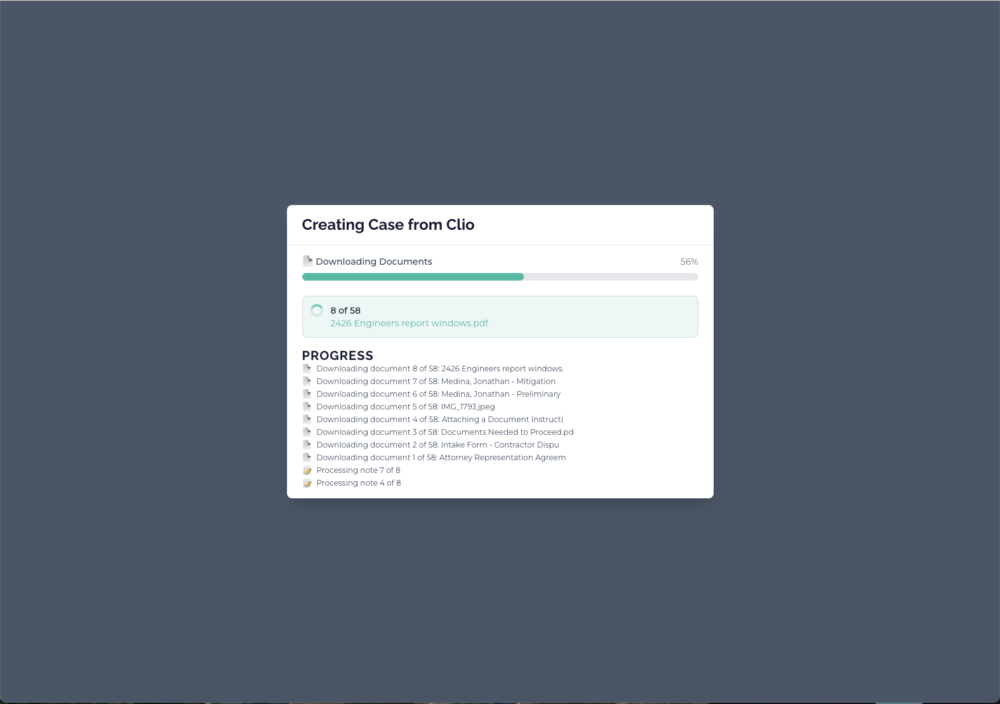 Creating Case from Clio
Downloading Documents 56%
8 of 58
2426 Engineers report windows.pdf
PROGRESS
Downloading document 8 of 58: 2426 Engineers report windows.
Downloading document 7 of 58: Medina, Jonathan - Mitigation
Downloading document 6 of 58: Medina, Jonathan - Preliminary
Downloading document 5 of 58: IMG_1793.jpeg
Downloading document 4 of 58: Attaching a Document Instructi
Downloading document 3 of 58: Documents Needed to Proceed.pd
Downloading document 2 of 58: Intake Form - Contractor Dispu
Downloading document 1 of 58: Attorney Representation Agreem
Processing note 7 of 8
Processing note 4 of 8